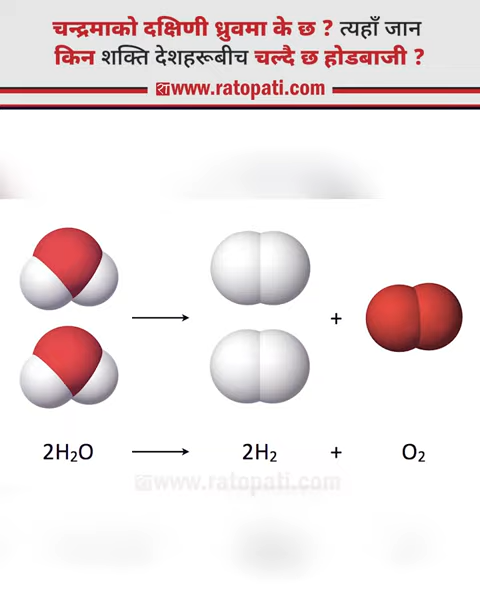 चन्द्रमाको दक्षिणी ध्रुवमा के छ ? त्यहाँ जान
किन शक्ति देशहरूबीच चल्दै छ होडबाजी ?
www.ratopati.com
+
2H₂O → 2H₂ + O₂
www.ratopati.com